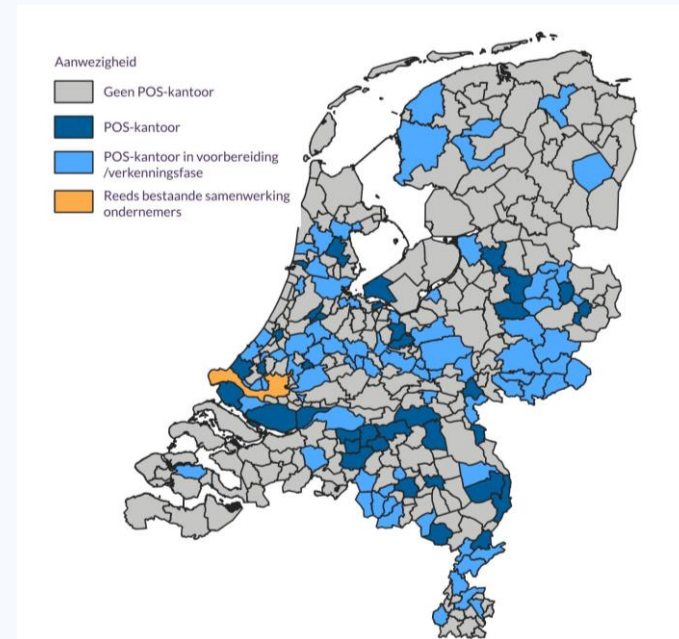 Aanwezigheid
Geen POS-kantoor
POS-kantoor
POS-kantoor in voorbereiding
/verkenningsfase
Reeds bestaande samenwerking
ondernemers